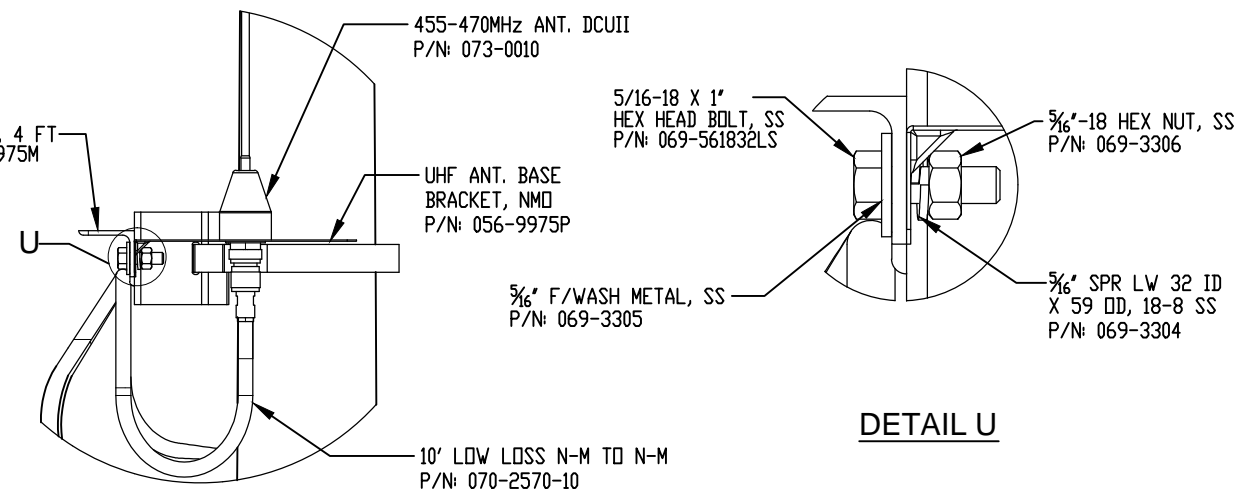 455-470MHz ANT. DCUII
P/N: 073-0010
4 FT
975M
U
UHF ANT. BASE
BRACKET, NMO
P/N: 056-9975P
10' LOW LOSS N-M TO N-M
P/N: 070-2570-10
5/16-18 X 1"
HEX HEAD BOLT, SS
P/N: 069-561832LS
5/16"-18 HEX NUT, SS
P/N: 069-3306
5/16" F/WASH METAL, SS
P/N: 069-3305
5/16" SPR LW 32 ID
X 59 OD, 18-8 SS
P/N: 069-3304
DETAIL U